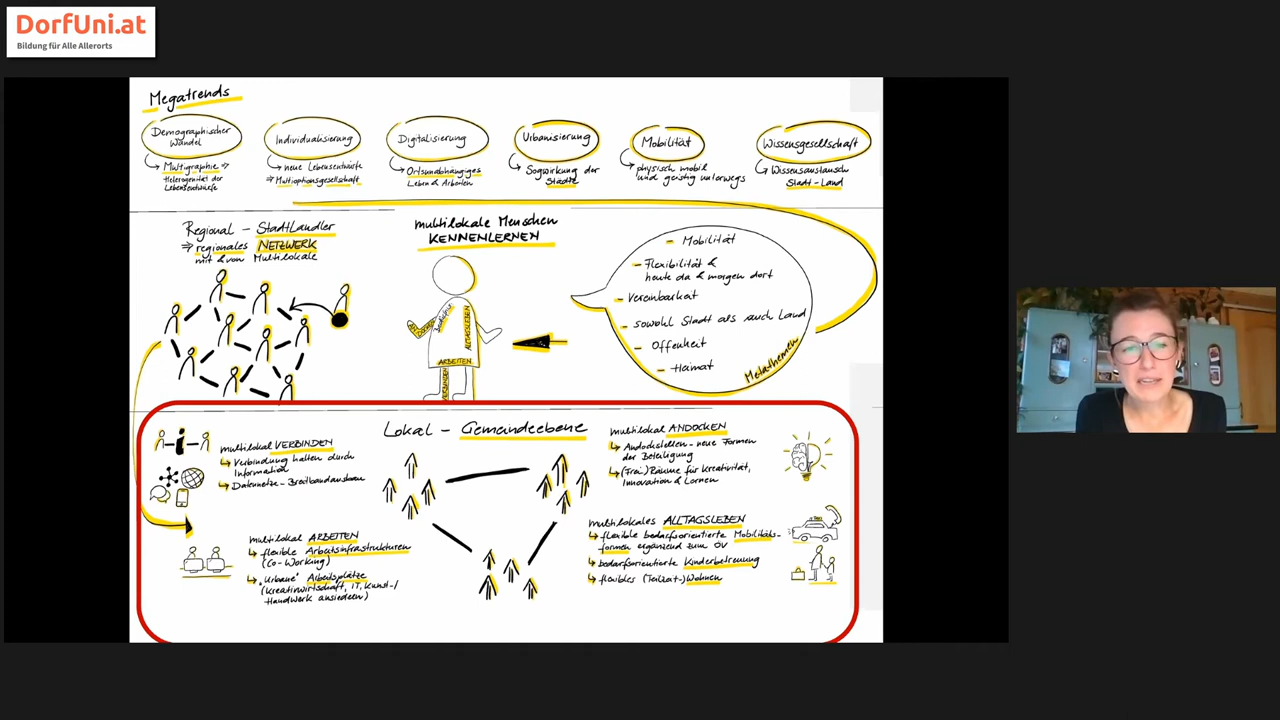 DorfUni.at
Bildung für Alle Allerorts
Megatrends
Demographischer
Wandel
↳ Multigraphie ⇒
Heterogenität der
Lebensentwürfe
Individualisierung
↳ neue Lebensentwürfe
⇒ Multioptionsgesellschaft
Digitalisierung
↳ Ortsunabhängiges
Leben & Arbeiten
Urbanisierung
↳ Sogwirkung der
Städte
Mobilität
↳ physisch mobil
und geistig unterwegs
Wissensgesellschaft
↳ Wissensaustausch
Stadt-Land
Regional - StadtLandler
⇒ regionales NETZWERK
mit & von Multilokale
multilokale Menschen
KENNENLERNEN
ALLTAGSLEBEN
ARBEITEN
- Mobilität
- Flexibilität &
heute da & morgen dort
- Vereinbarkeit
- sowohl Stadt als auch Land
- Offenheit
- Heimat
Metathemen
Lokal - Gemeindeebene
multilokal VERBINDEN
↳ Verbindung halten durch
Information
↳ Datennetze - Breitbandausbau
multilokal ARBEITEN
↳ flexible Arbeitsinfrastrukturen
(Co-Working)
↳ "Urbane" Arbeitsplätze
(Kreativwirtschaft, IT, Kunst-/
Handwerk ansiedeln)
multilokal ANDOCKEN
↳ Andockstellen - neue Formen
der Beteiligung
↳ (Frei-)Räume für Kreativität,
Innovation & Lernen
multilokales ALLTAGSLEBEN
↳ flexible bedarfsorientierte Mobilitäts-
formen ergänzend zum ÖV
↳ bedarfsorientierte Kinderbetreuung
↳ flexibles (Teilzeit-) Wohnen